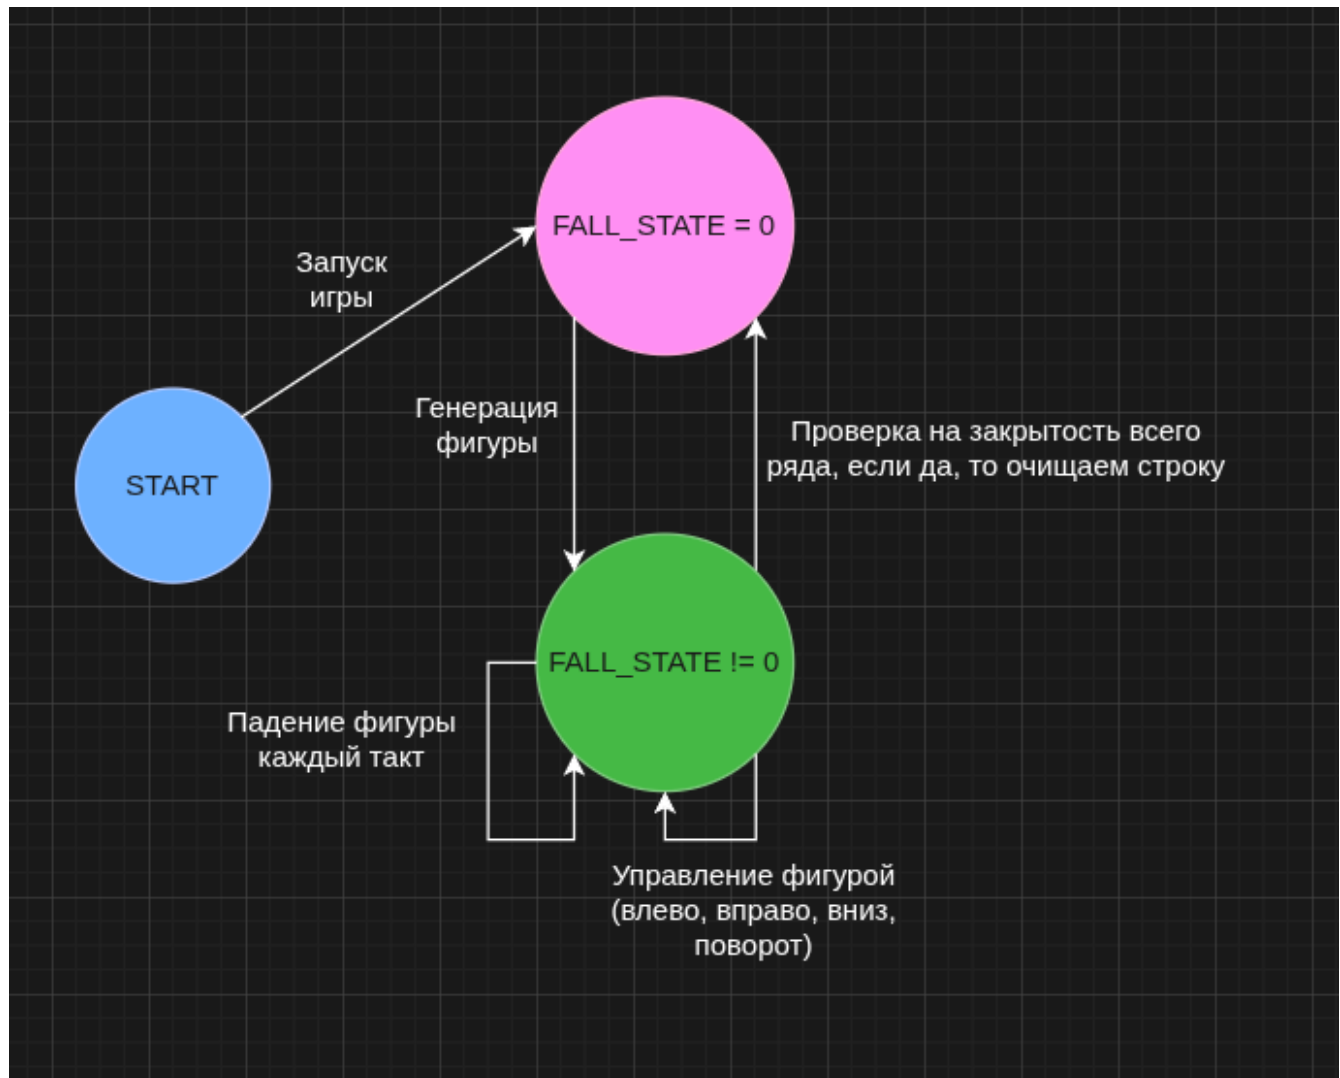 FALL_STATE = 0
Запуск
игры
Генерация
фигуры
Проверка на закрытость всего
ряда, если да, то очищаем строку
START
FALL_STATE != 0
Падение фигуры
каждый такт
Управление фигурой
(влево, вправо, вниз,
поворот)